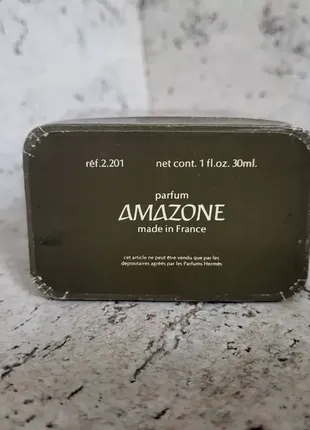 réf.2.201 net cont. 1 fl.oz. 30ml.
parfum
AMAZONE
made in France
cet article ne peut être vendu que par les
dépositaires agréés par les Parfums Hermès